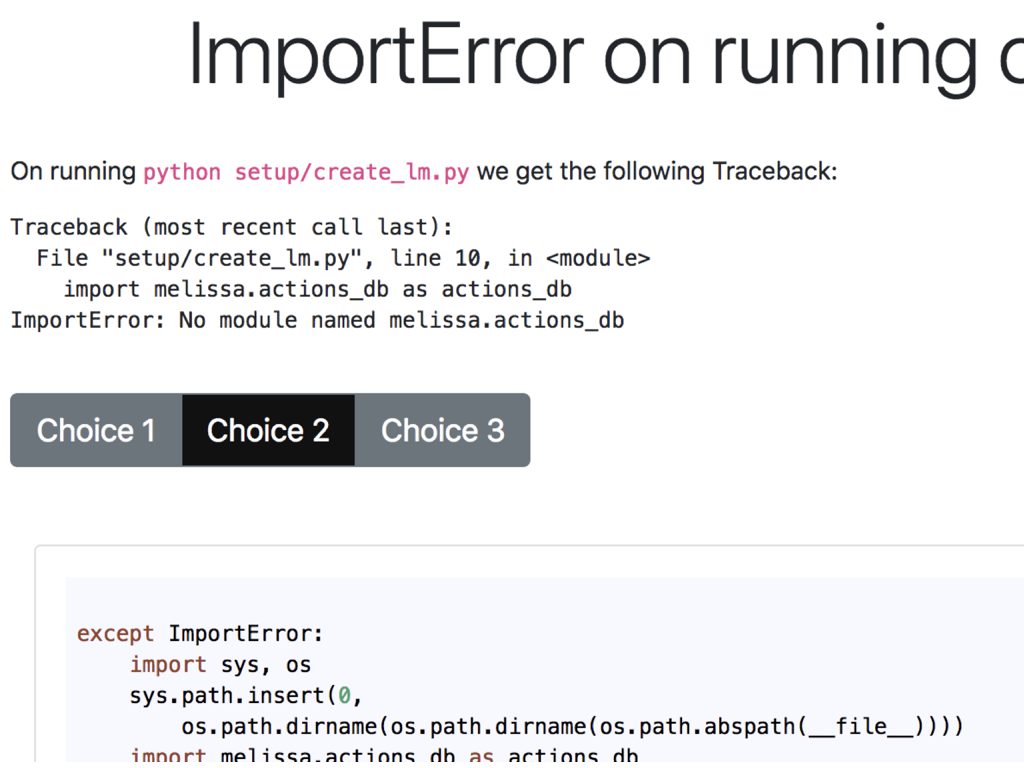 ImportError on running
On running python setup/create_lm.py we get the following Traceback:
Traceback (most recent call last):
  File "setup/create_lm.py", line 10, in <module>
    import melissa.actions_db as actions_db
ImportError: No module named melissa.actions_db
Choice 1 Choice 2 Choice 3
except ImportError:
    import sys, os
    sys.path.insert(0,
        os.path.dirname(os.path.dirname(os.path.abspath(__file__))))
    import melissa.actions_db as actions_db